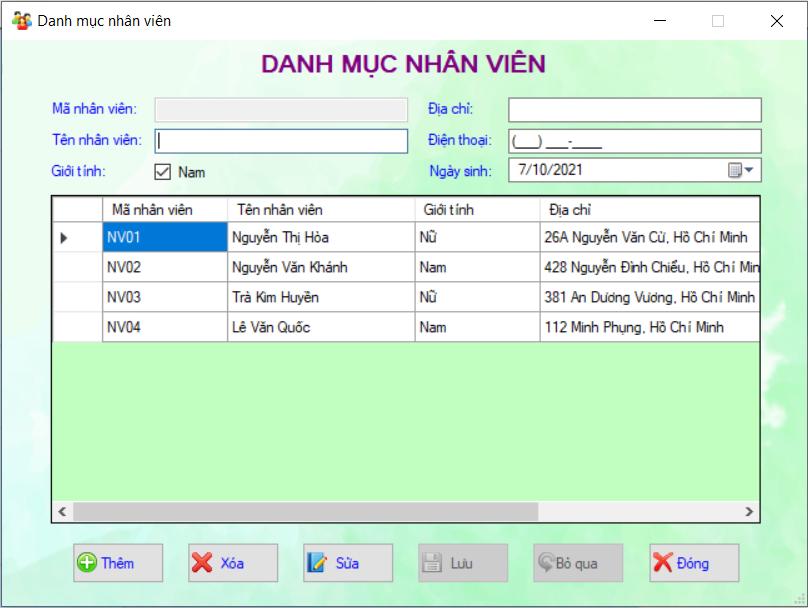 Danh mục nhân viên
DANH MỤC NHÂN VIÊN
Mã nhân viên: Địa chỉ:
Tên nhân viên: Điện thoại: (___) ___-____
Giới tính: Nam Ngày sinh: 7/10/2021
Mã nhân viên Tên nhân viên Giới tính Địa chỉ
NV01 Nguyễn Thị Hòa Nữ 26A Nguyễn Văn Cừ, Hồ Chí Minh
NV02 Nguyễn Văn Khánh Nam 428 Nguyễn Đình Chiểu, Hồ Chí Min
NV03 Trà Kim Huyền Nữ 381 An Dương Vương, Hồ Chí Minh
NV04 Lê Văn Quốc Nam 112 Minh Phụng, Hồ Chí Minh
Thêm Xóa Sửa Lưu Bỏ qua Đóng